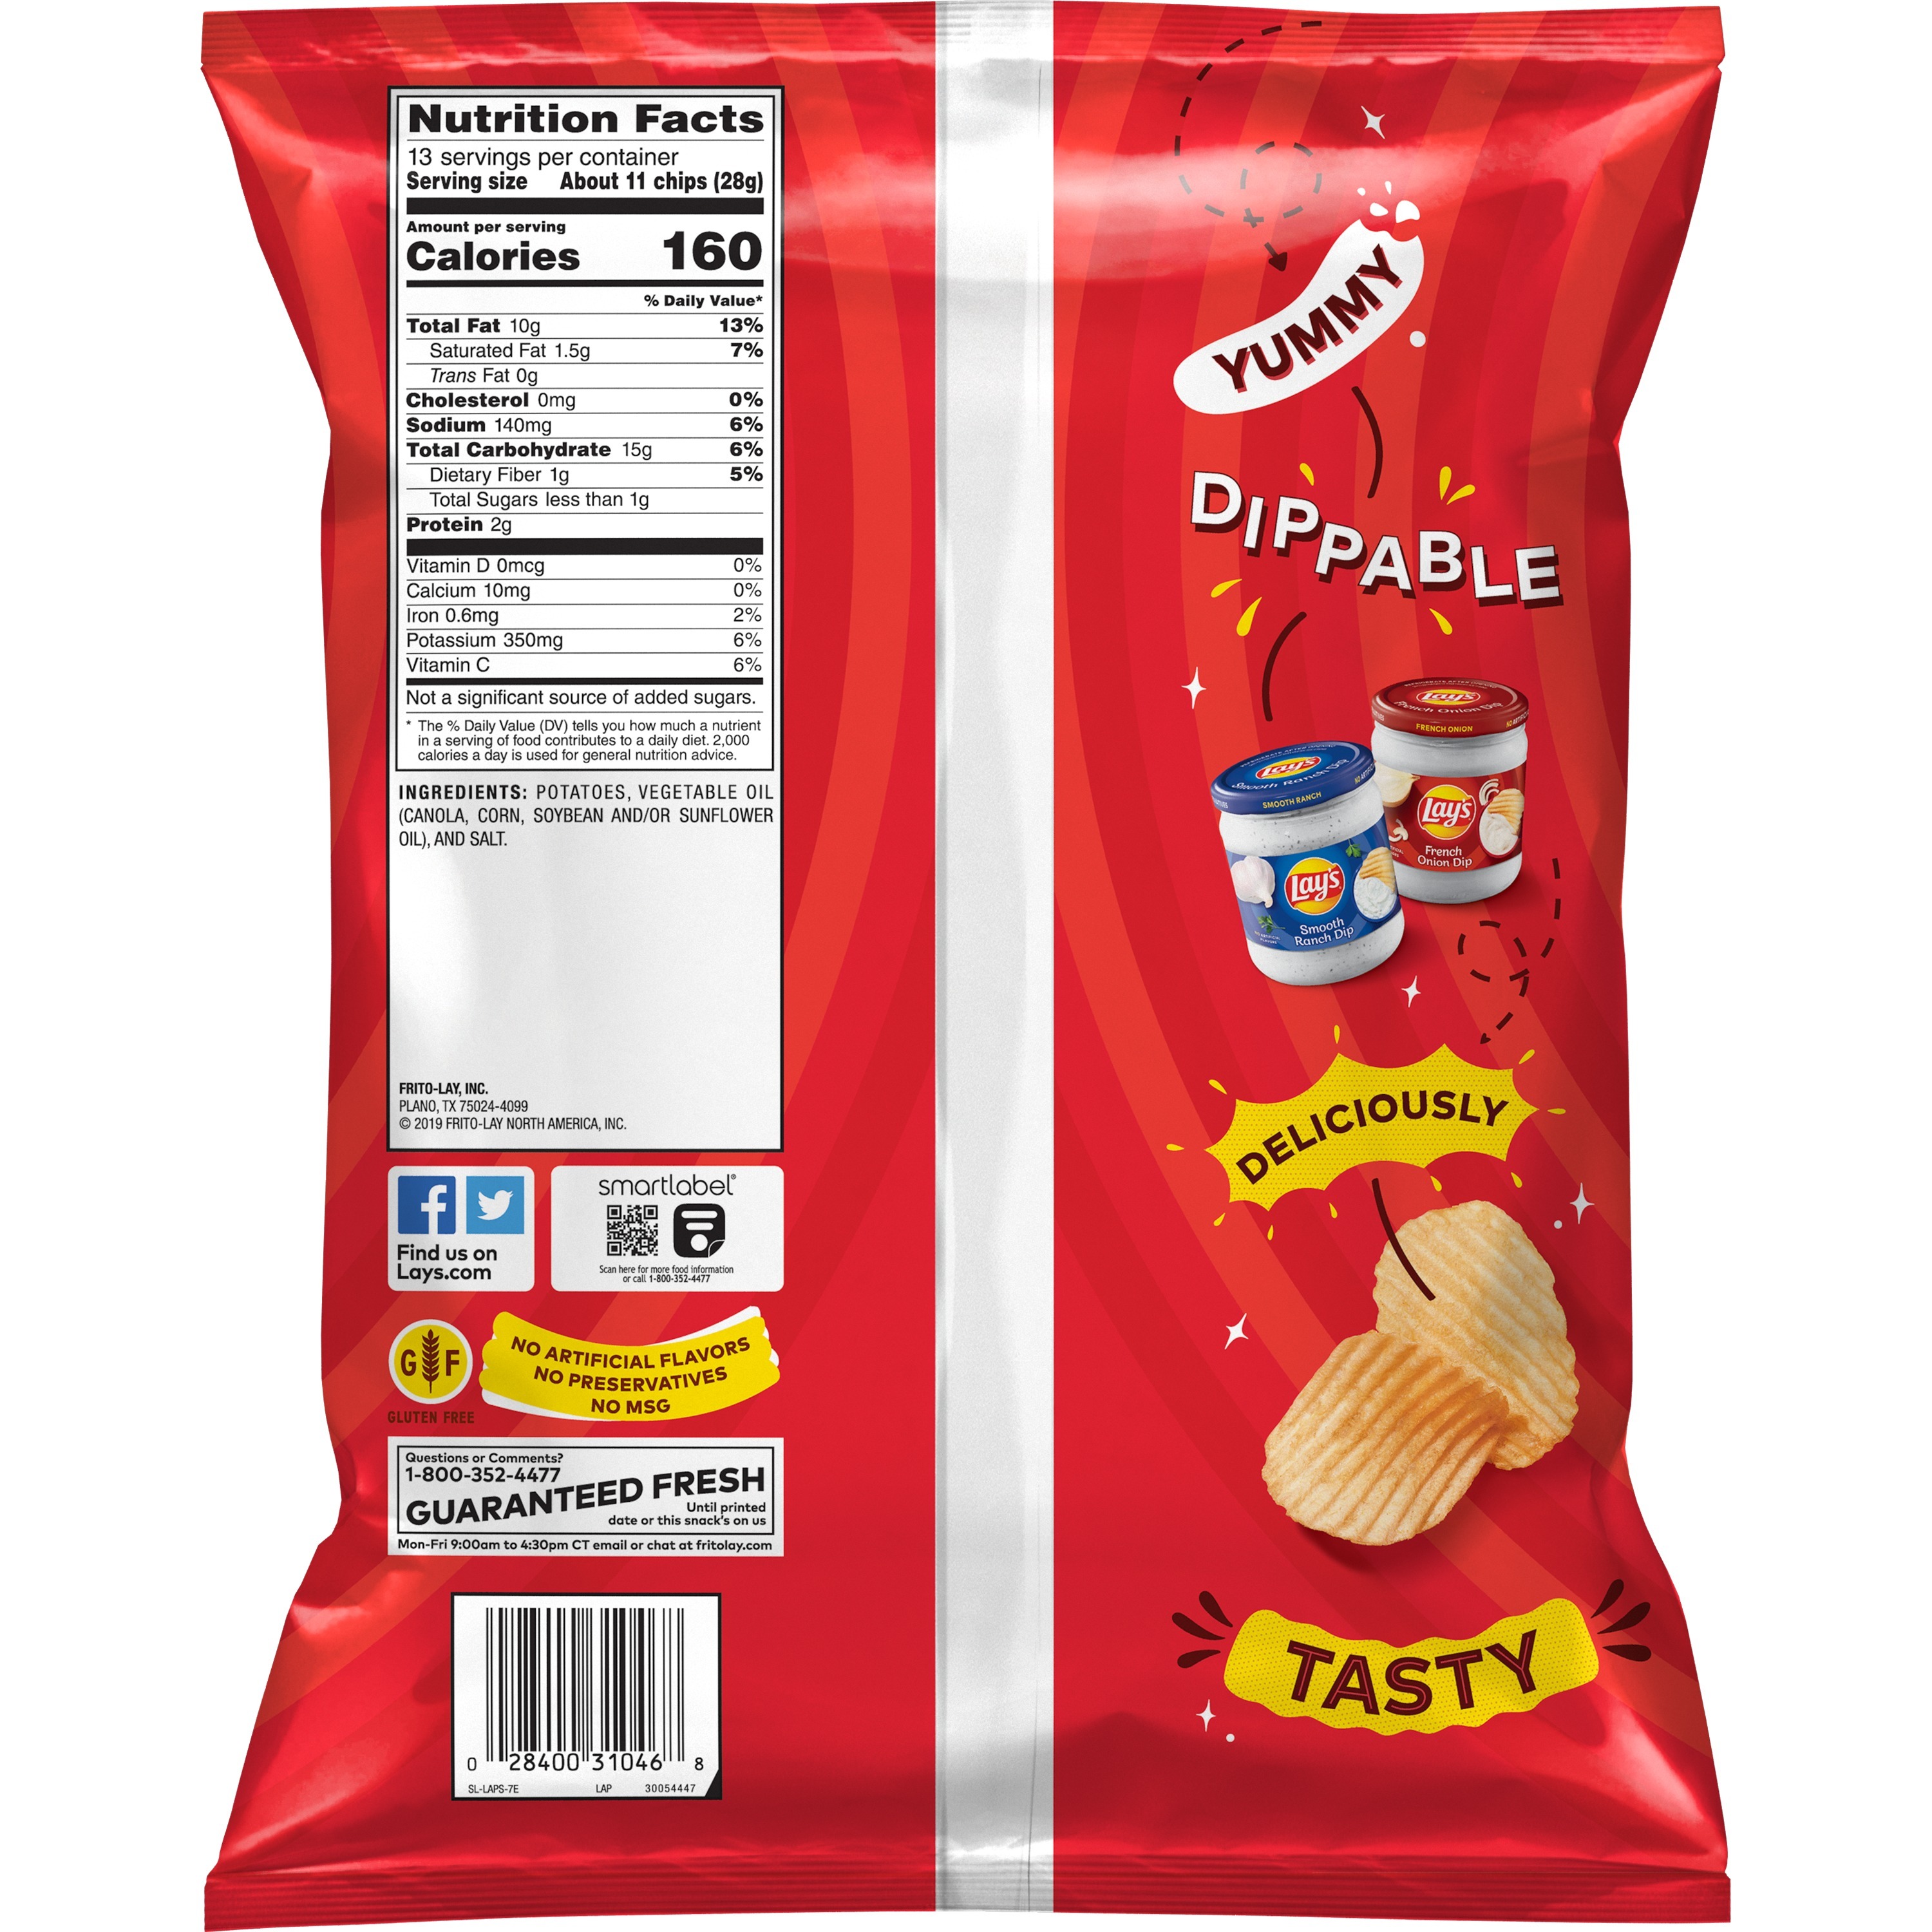 Nutrition Facts
13 servings per container
Serving size About 11 chips (28g)
Amount per serving
Calories 160
% Daily Value*
Total Fat 10g 13%
Saturated Fat 1.5g 7%
Trans Fat 0g
Cholesterol 0mg 0%
Sodium 140mg 6%
Total Carbohydrate 15g 6%
Dietary Fiber 1g 5%
Total Sugars less than 1g
Protein 2g
Vitamin D 0mcg 0%
Calcium 10mg 0%
Iron 0.6mg 2%
Potassium 350mg 6%
Vitamin C 6%
Not a significant source of added sugars.
* The % Daily Value (DV) tells you how much a nutrient
in a serving of food contributes to a daily diet. 2,000
calories a day is used for general nutrition advice.
INGREDIENTS: POTATOES, VEGETABLE OIL
(CANOLA, CORN, SOYBEAN AND/OR SUNFLOWER
OIL), AND SALT.
FRITO-LAY, INC.
PLANO, TX 75024-4099
© 2019 FRITO-LAY NORTH AMERICA, INC.
Find us on
Lays.com
smartlabel®
Scan here for more food information
or call 1-800-352-4477
G F
GLUTEN FREE
NO ARTIFICIAL FLAVORS
NO PRESERVATIVES
NO MSG
Questions or Comments?
1-800-352-4477
GUARANTEED FRESH
Until printed
date or this snack's on us
Mon-Fri 9:00am to 4:30pm CT email or chat at fritolay.com
0 28400 31046 8
SL-LAPS-7E LAP 30054447
YUMMY
DIPPABLE
Lay's
French Onion Dip
FRENCH ONION
Lay's
French
Onion Dip
Lay's
Smooth Ranch Dip
SMOOTH RANCH
Lay's
Smooth
Ranch Dip
DELICIOUSLY
TASTY